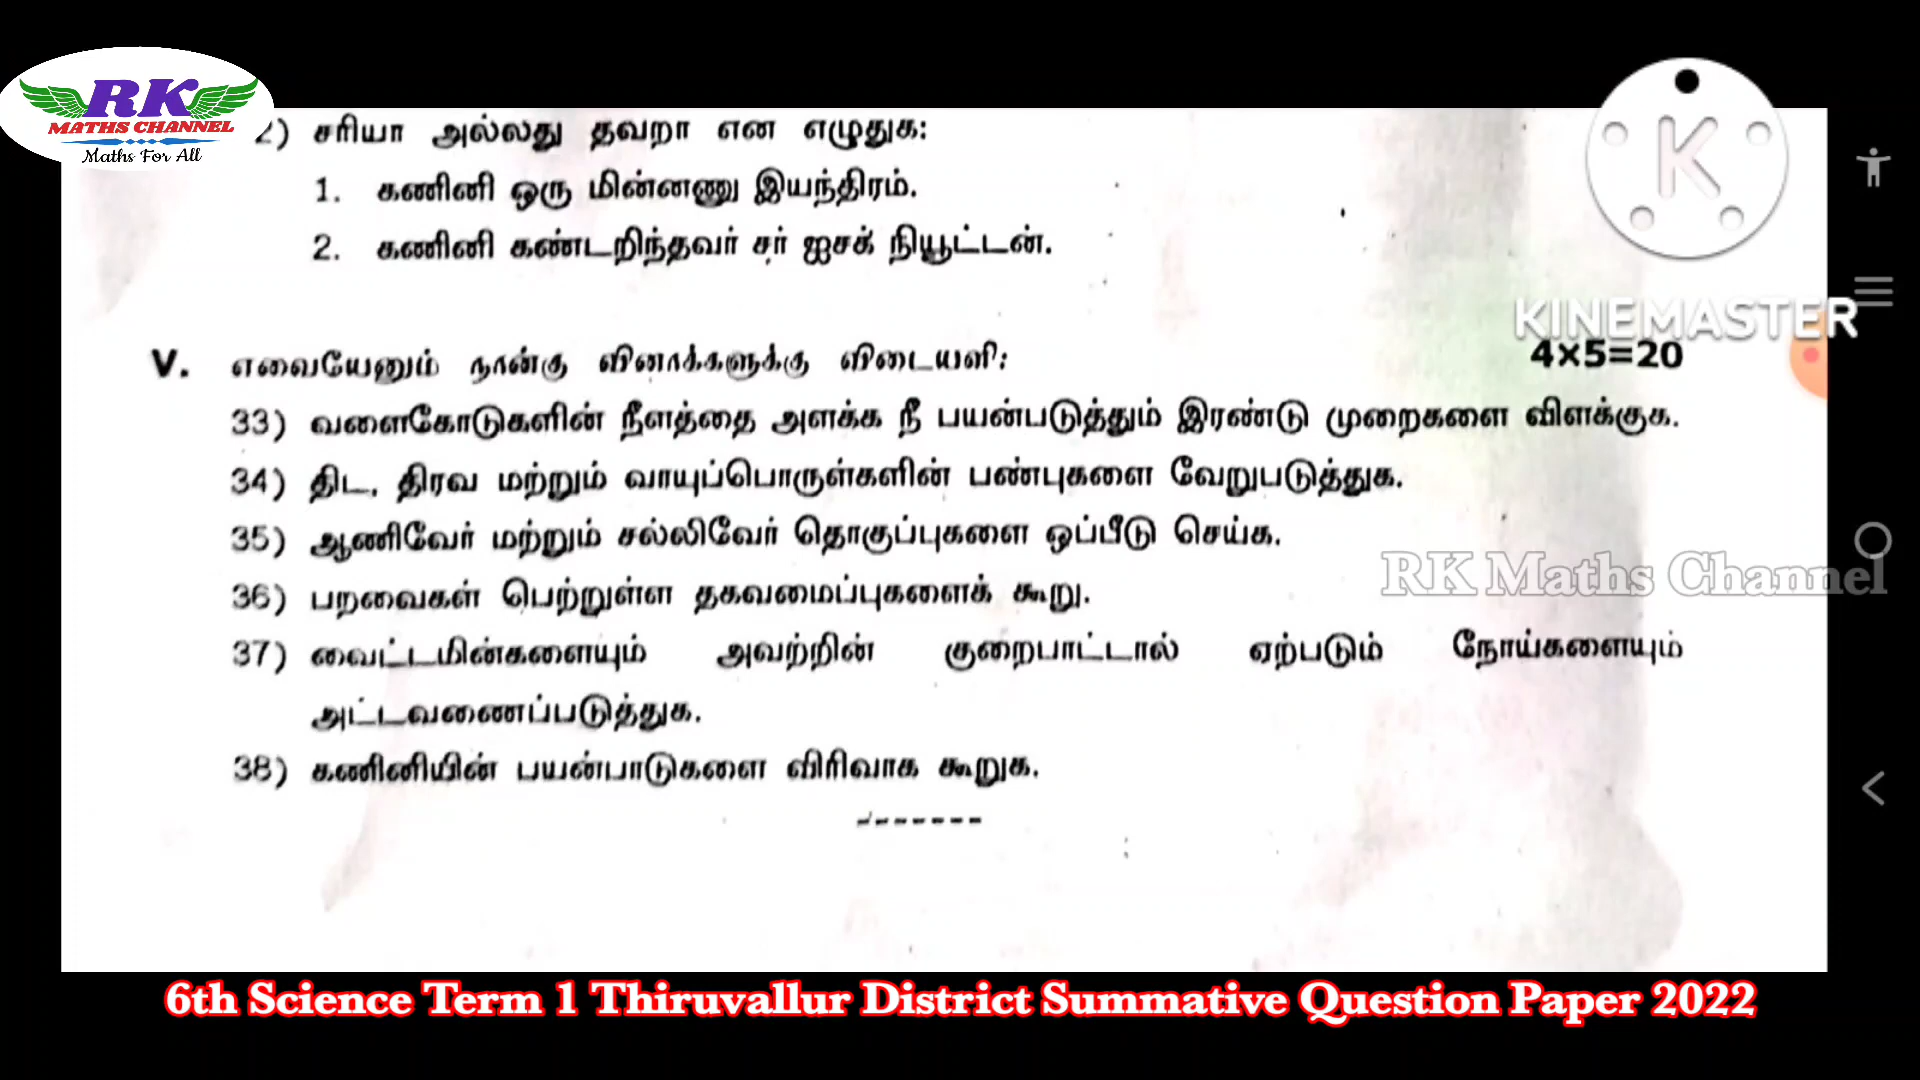 RK
MATHS CHANNEL
Maths For All
2) சரியா அல்லது தவறா என எழுதுக:
1. கணினி ஒரு மின்னணு இயந்திரம்.
2. கணினி கண்டறிந்தவர் சர் ஐசக் நியூட்டன்.
K
KINEMASTER
V. எவையேனும் நான்கு வினாக்களுக்கு விடையளி: 4×5=20
33) வளைகோடுகளின் நீளத்தை அளக்க நீ பயன்படுத்தும் இரண்டு முறைகளை விளக்குக.
34) திட, திரவ மற்றும் வாயுப்பொருள்களின் பண்புகளை வேறுபடுத்துக.
35) ஆணிவேர் மற்றும் சல்லிவேர் தொகுப்புகளை ஒப்பீடு செய்க.
RK Maths Channel
36) பறவைகள் பெற்றுள்ள தகவமைப்புகளைக் கூறு.
37) வைட்டமின்களையும் அவற்றின் குறைபாட்டால் ஏற்படும் நோய்களையும்
அட்டவணைப்படுத்துக.
38) கணினியின் பயன்பாடுகளை விரிவாக கூறுக.
-------
6th Science Term 1 Thiruvallur District Summative Question Paper 2022